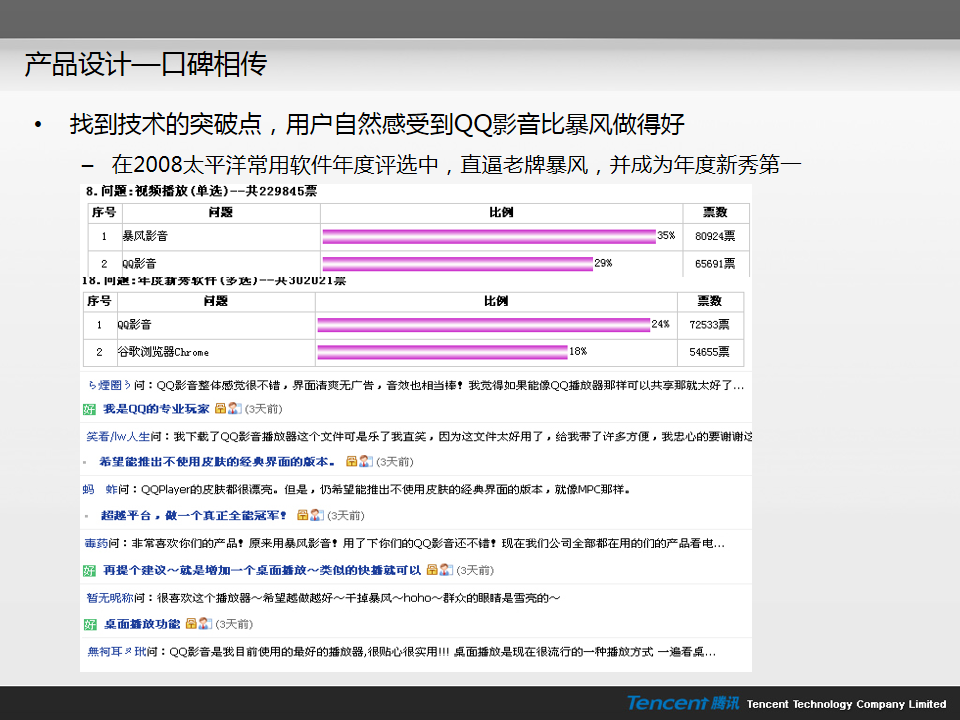 产品设计—口碑相传
• 找到技术的突破点，用户自然感受到QQ影音比暴风做得好
– 在2008太平洋常用软件年度评选中，直逼老牌暴风，并成为年度新秀第一
8.问题:视频播放(单选)--共229845票
序号 问题 比例 票数
1 暴风影音 35% 80924票
2 QQ影音 29% 65691票
18.问题:年度新秀软件(多选)--共302021票
序号 问题 比例 票数
1 QQ影音 24% 72533票
2 谷歌浏览器Chrome 18% 54655票
ら煙圈ゝ问：QQ影音整体感觉很不错，界面清爽无广告，音效也相当棒！我觉得如果能像QQ播放器那样可以共享那就太好了...
好 我是QQ的专业玩家 (3天前)
笑看/lw人生问：我下载了QQ影音播放器这个文件可是乐了我直笑，因为这文件太好用了，给我带了许多方便，我忠心的要谢谢这
希望能推出不使用皮肤的经典界面的版本。 (3天前)
蚂 蚱问：QQPlayer的皮肤都很漂亮。但是，仍希望能推出不使用皮肤的经典界面的版本，就像MPC那样。
超越平台，做一个真正全能冠军！ (3天前)
毒药问：非常喜欢你们的产品！原来用暴风影音！用了下你们的QQ影音还不错！现在我们公司全部都在用的们的产品看电...
好 再提个建议～就是增加一个桌面播放～类似的快播就可以 (3天前)
暂无昵称问：很喜欢这个播放器～希望越做越好～干掉暴风～hoho～群众的眼睛是雪亮的～
好 桌面播放功能 (3天前)
無柯耳ㄡ玳问：QQ影音是我目前使用的最好的播放器,很贴心很实用!!! 桌面播放是现在很流行的一种播放方式 一遍看桌...
Tencent 腾讯 Tencent Technology Company Limited